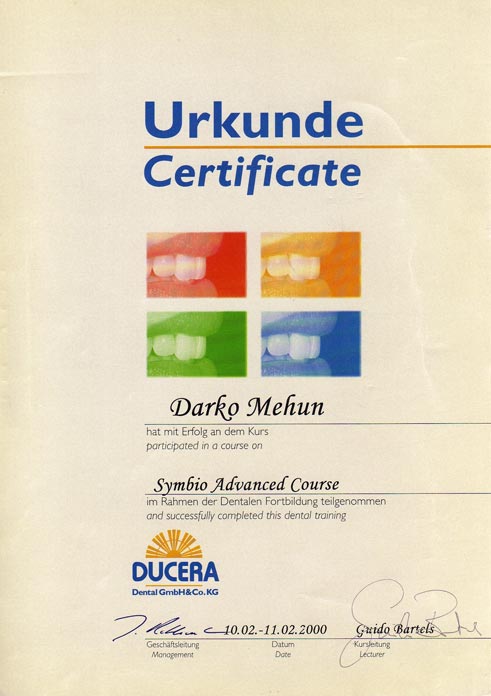 Urkunde
Certificate
Darko Mehun
hat mit Erfolg an dem Kurs
participated in a course on
Symbio Advanced Course
im Rahmen der Dentalen Fortbildung teilgenommen
and successfully completed this dental training
DUCERA
Dental GmbH&Co. KG
10.02.-11.02.2000 Guido Bartels
Geschäftsleitung Datum Kursleitung
Management Date Lecturer